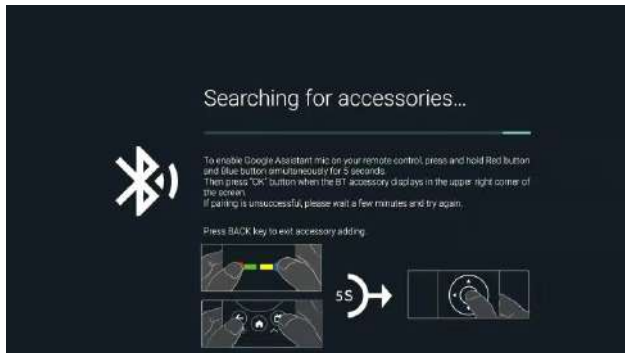 Searching for accessories...
To enable Google Assistant mic on your remote control, press and hold Red button
and Blue button simultaneously for 5 seconds.
Then press "OK" button when the BT accessory displays in the upper right corner of
the screen.
If pairing is unsuccessful, please wait a few minutes and try again.
Press BACK key to exit accessory adding.
5S